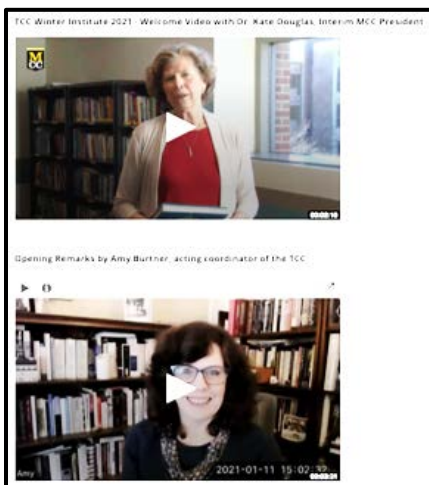 TCC Winter Institute 2021 - Welcome Video with Dr. Kate Douglas, Interim MCC President
M
MCC
Opening Remarks by Amy Burtner, acting coordinator of the TCC
Amy
2021-01-11 15:02:32